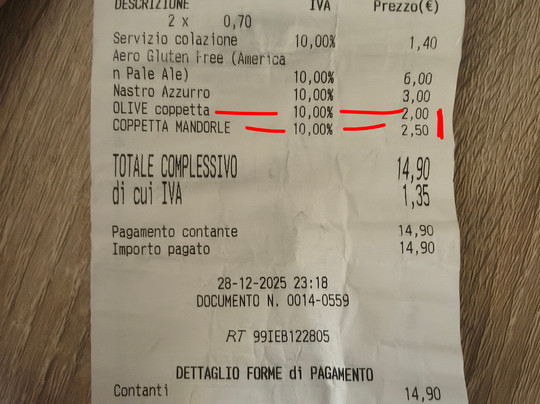 DESCRIZIONE IVA Prezzo(€)
2 x 0,70
Servizio colazione 10,00% 1,40
Aero Gluten Free (America
n Pale Ale) 10,00% 6,00
Nastro Azzurro 10,00% 3,00
OLIVE coppetta 10,00% 2,00
COPPETTA MANDORLE 10,00% 2,50
TOTALE COMPLESSIVO 14,90
di cui IVA 1,35
Pagamento contante 14,90
Importo pagato 14,90
28-12-2025 23:18
DOCUMENTO N. 0014-0559
RT 99IEB122805
DETTAGLIO FORME di PAGAMENTO
Contanti 14,90